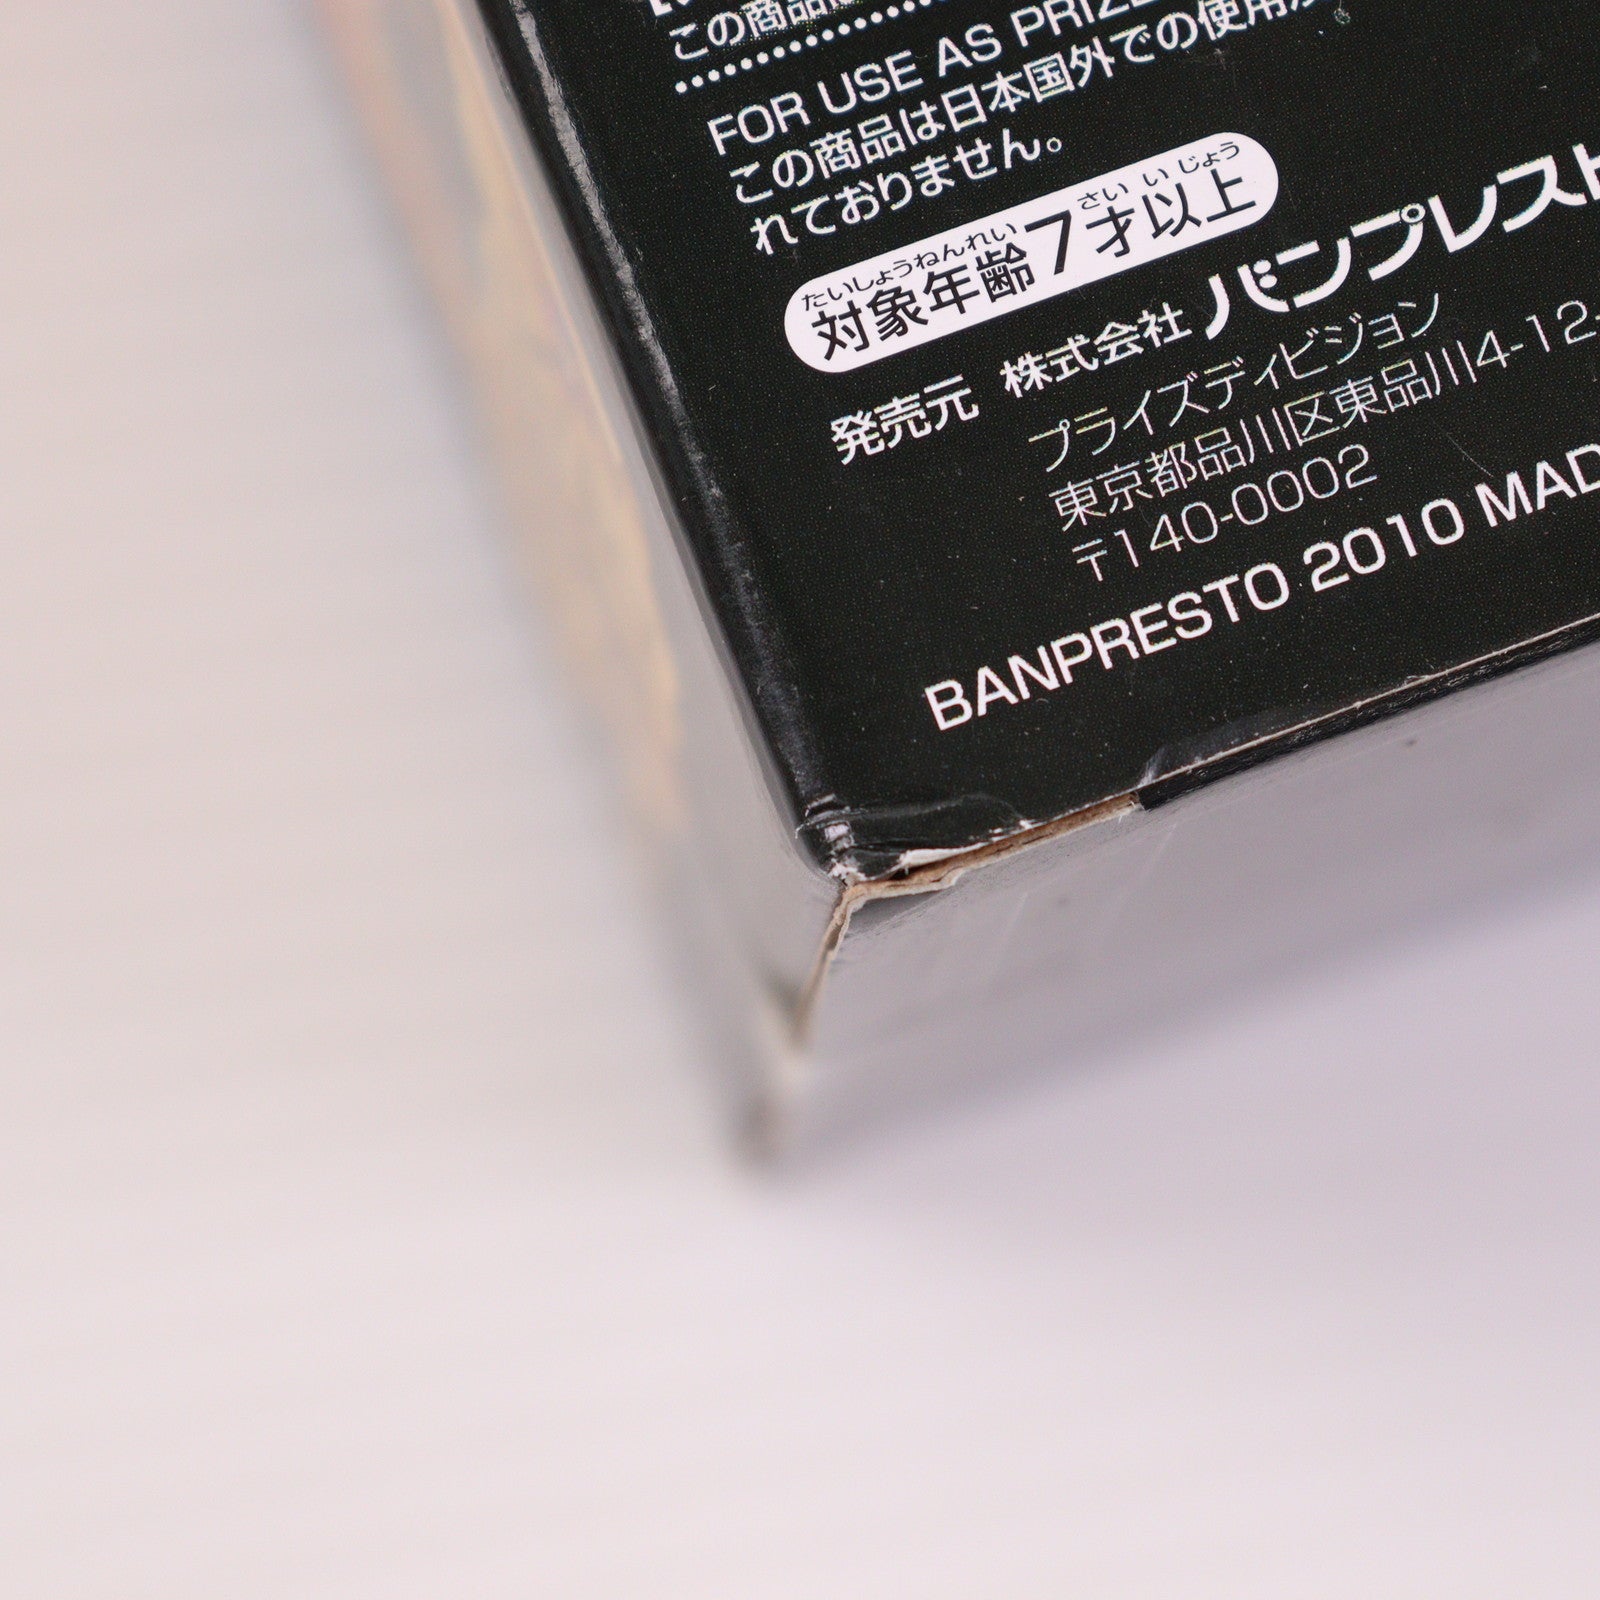 この商品
FOR USE AS PRIZE
この商品は日本国外での使用
れておりません。
たいしょうねんれい さい いじょう
対象年齢7才以上
発売元 株式会社 バンプレスト
プライズディビジョン
東京都品川区東品川4-12-
〒140-0002
BANPRESTO 2010 MAD